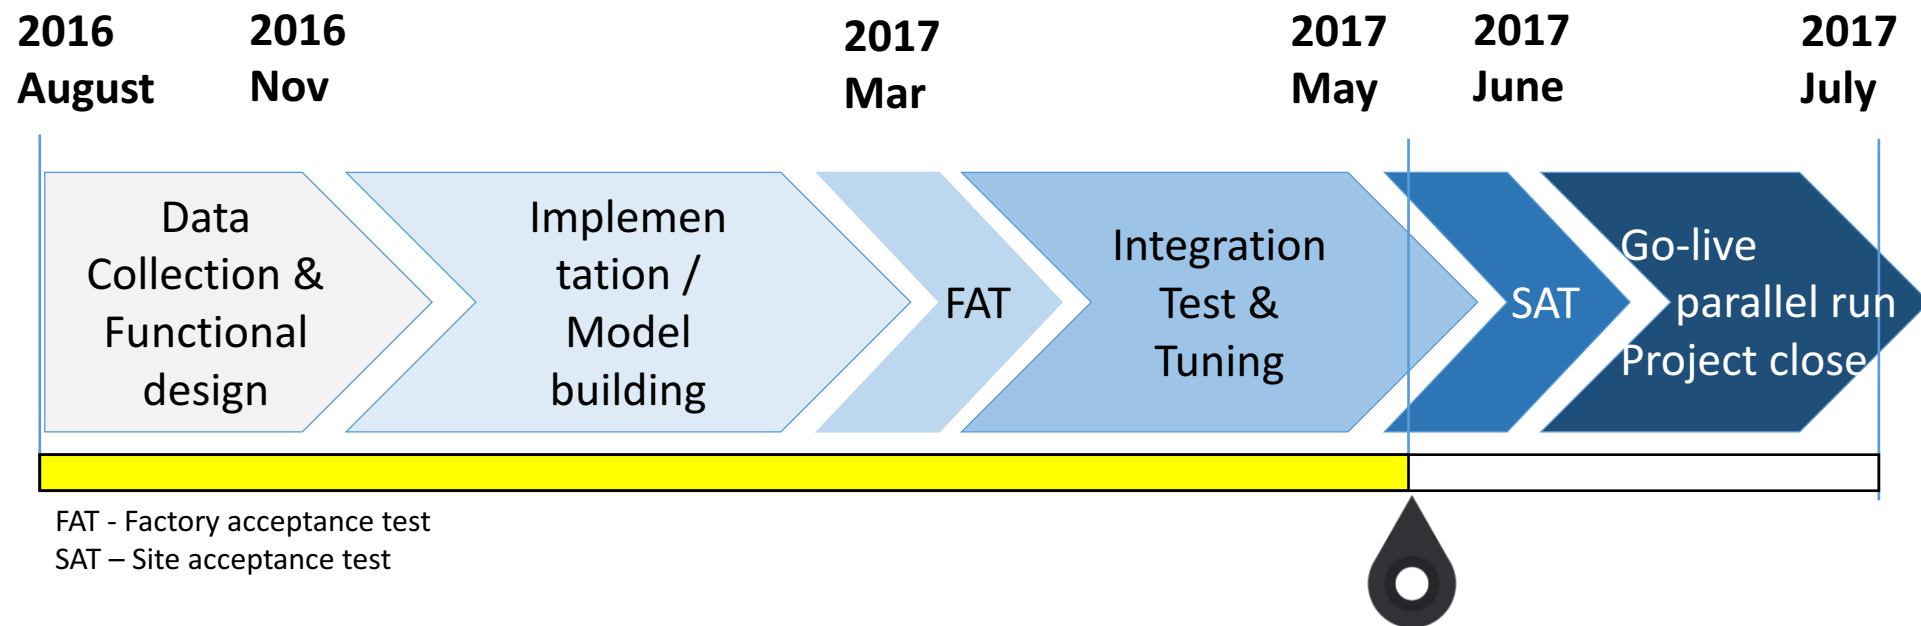 2016
August
2016
Nov
2017
Mar
2017
May
2017
June
2017
July
Data
Collection &
Functional
design
Implemen
tation /
Model
building
FAT
Integration
Test &
Tuning
SAT
Go-live
parallel run
Project close
FAT - Factory acceptance test
SAT – Site acceptance test